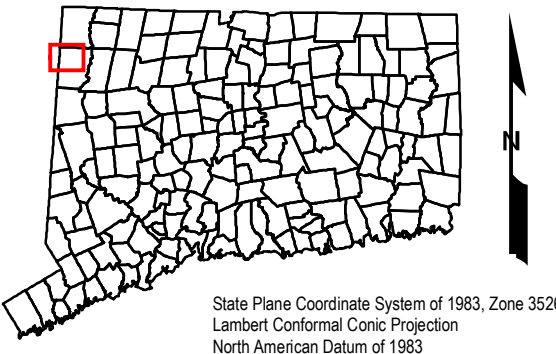 N
State Plane Coordinate System of 1983, Zone 3526
Lambert Conformal Conic Projection
North American Datum of 1983